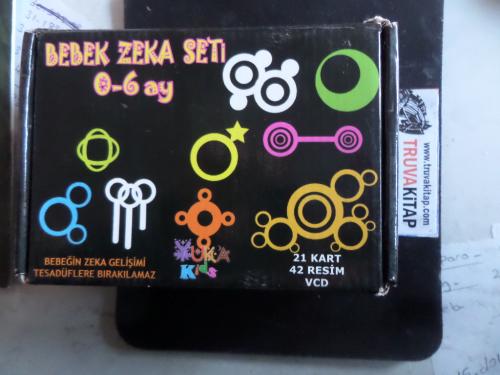 BEBEK ZEKA SETİ
0-6 ay
BEBEĞİN ZEKA GELİŞİMİ
TESADÜFLERE BIRAKILAMAZ
Kids
21 KART
42 RESİM
VCD
www.truvakitap.com
TRUVAKİTAP